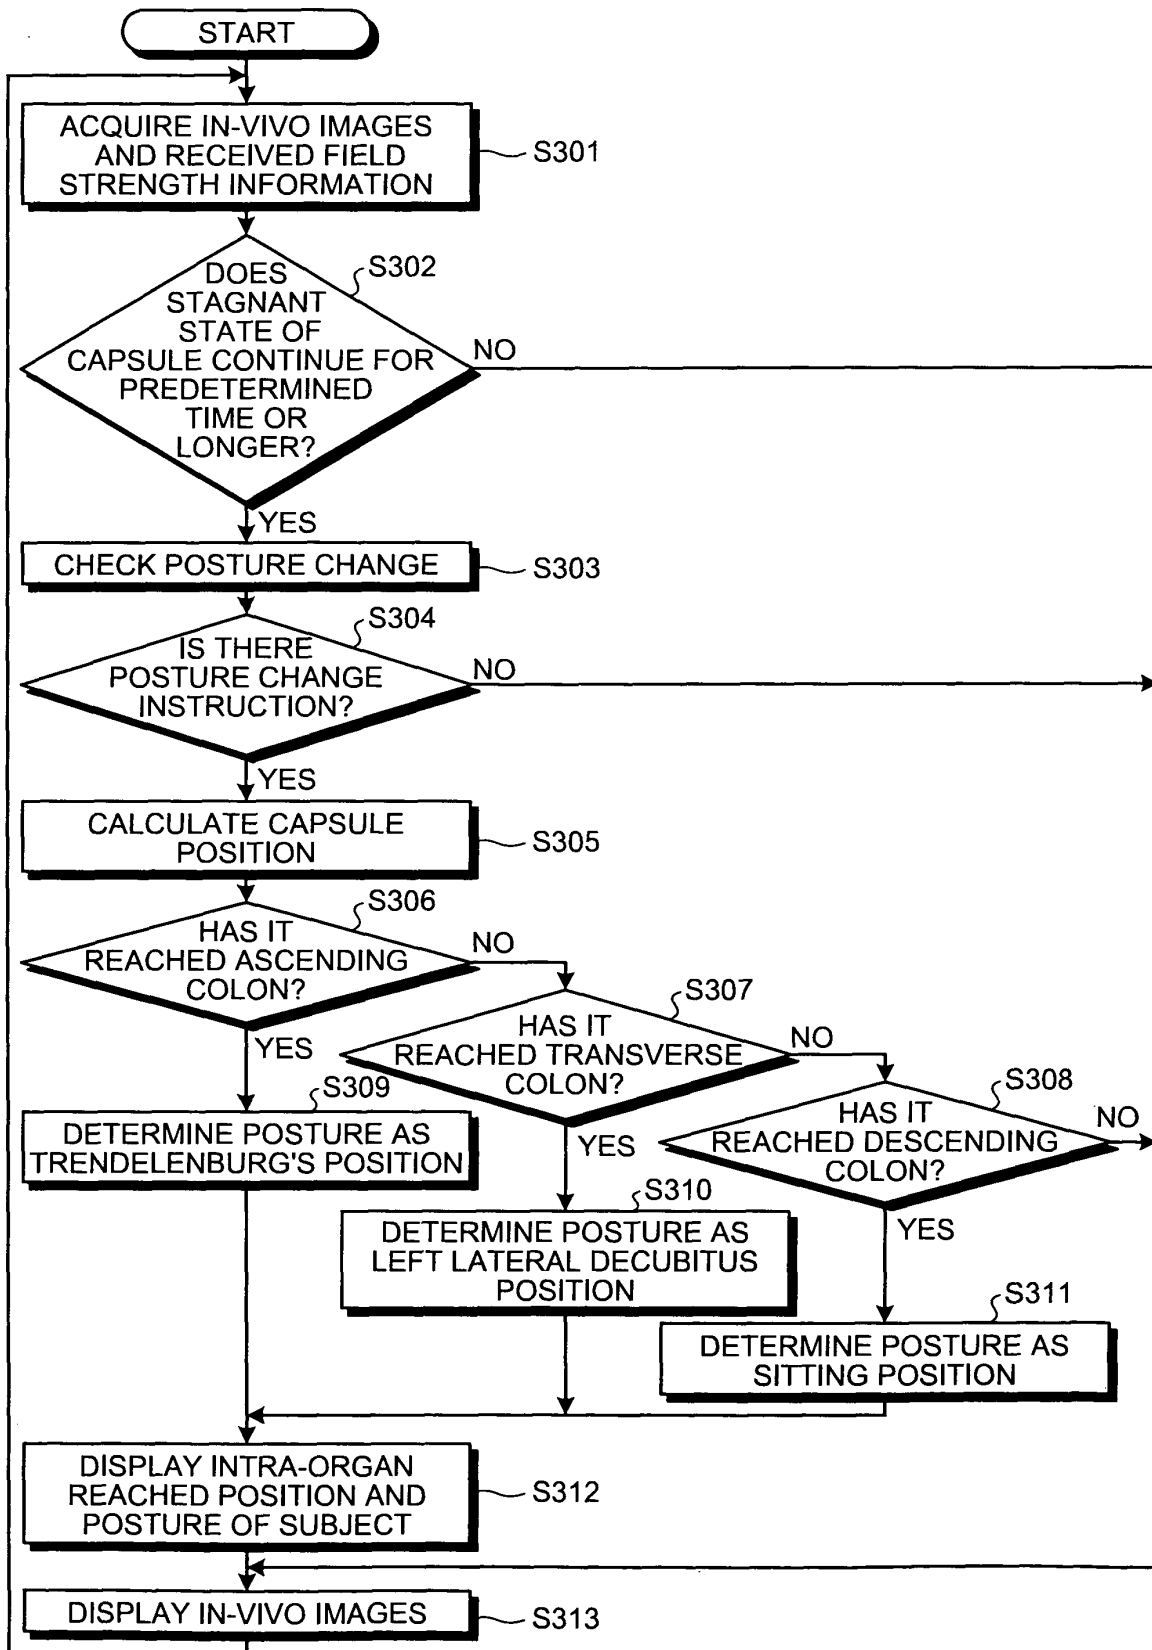 START
ACQUIRE IN-VIVO IMAGES
AND RECEIVED FIELD
STRENGTH INFORMATION
S301
S302
DOES
STAGNANT
STATE OF
CAPSULE CONTINUE FOR
PREDETERMINED
TIME OR
LONGER?
NO
YES
CHECK POSTURE CHANGE
S303
S304
IS THERE
POSTURE CHANGE
INSTRUCTION?
NO
YES
CALCULATE CAPSULE
POSITION
S305
S306
HAS IT
REACHED ASCENDING
COLON?
NO
YES
S307
HAS IT
REACHED TRANSVERSE
COLON?
NO
YES
S308
HAS IT
REACHED DESCENDING
COLON?
NO
YES
S309
DETERMINE POSTURE AS
TRENDELENBURG'S POSITION
S310
DETERMINE POSTURE AS
LEFT LATERAL DECUBITUS
POSITION
S311
DETERMINE POSTURE AS
SITTING POSITION
DISPLAY INTRA-ORGAN
REACHED POSITION AND
POSTURE OF SUBJECT
S312
DISPLAY IN-VIVO IMAGES
S313